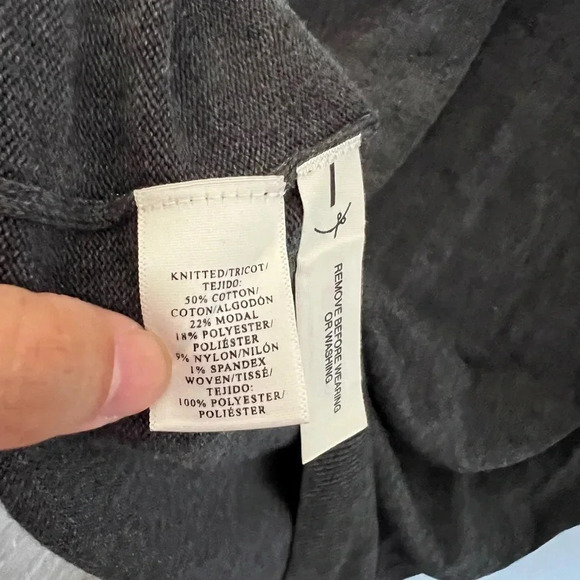 KNITTED/TRICOT/
TEJIDO:
50% COTTON/
COTON/ALGODÓN
22% MODAL
18% POLYESTER/
POLIÉSTER
9% NYLON/NILÓN
1% SPANDEX
WOVEN/TISSÉ/
TEJIDO:
100% POLYESTER/
POLIÉSTER
REMOVE BEFORE WEARING
OR WASHING